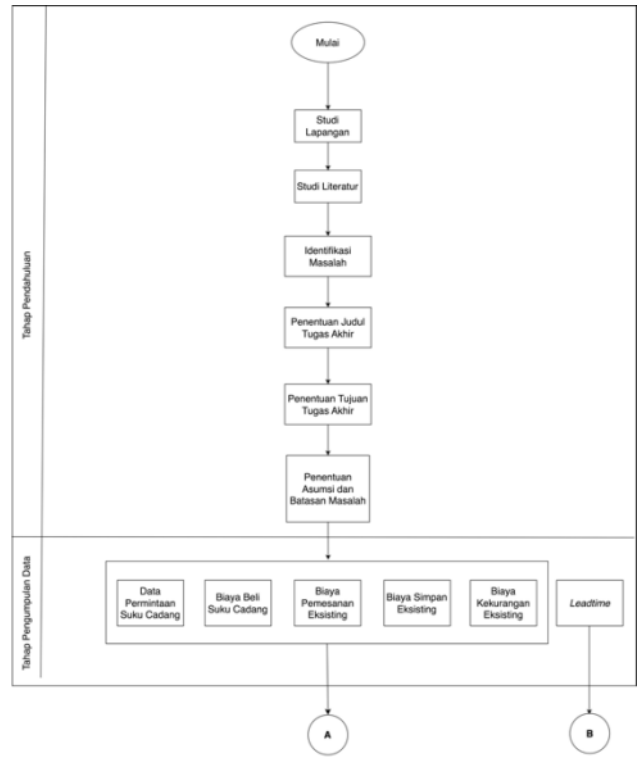 Mulai
Studi
Lapangan
Studi Literatur
Identifikasi
Masalah
Penentuan Judul
Tugas Akhir
Penentuan Tujuan
Tugas Akhir
Penentuan
Asumsi dan
Batasan Masalah
Tahap Pendahuluan
Data
Permintaan
Suku Cadang
Biaya Beli
Suku Cadang
Biaya
Pemesanan
Eksisting
Biaya Simpan
Eksisting
Biaya
Kekurangan
Eksisting
Leadtime
Tahap Pengumpulan Data
A
B